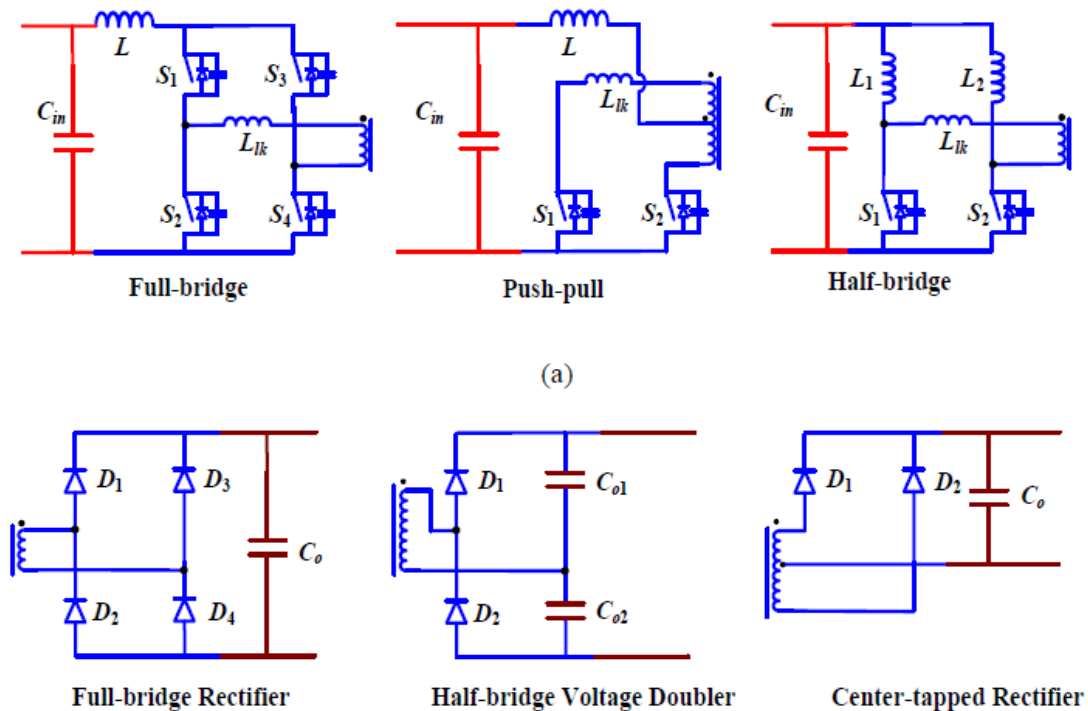 L
S1
S3
Cin
Llk
S2
S4
Full-bridge
L
Cin
Llk
S1
S2
Push-pull
L1
L2
Cin
Llk
S1
S2
Half-bridge
(a)
D1
D3
Co
D2
D4
Full-bridge Rectifier
D1
Co1
D2
Co2
Half-bridge Voltage Doubler
D1
D2
Co
Center-tapped Rectifier